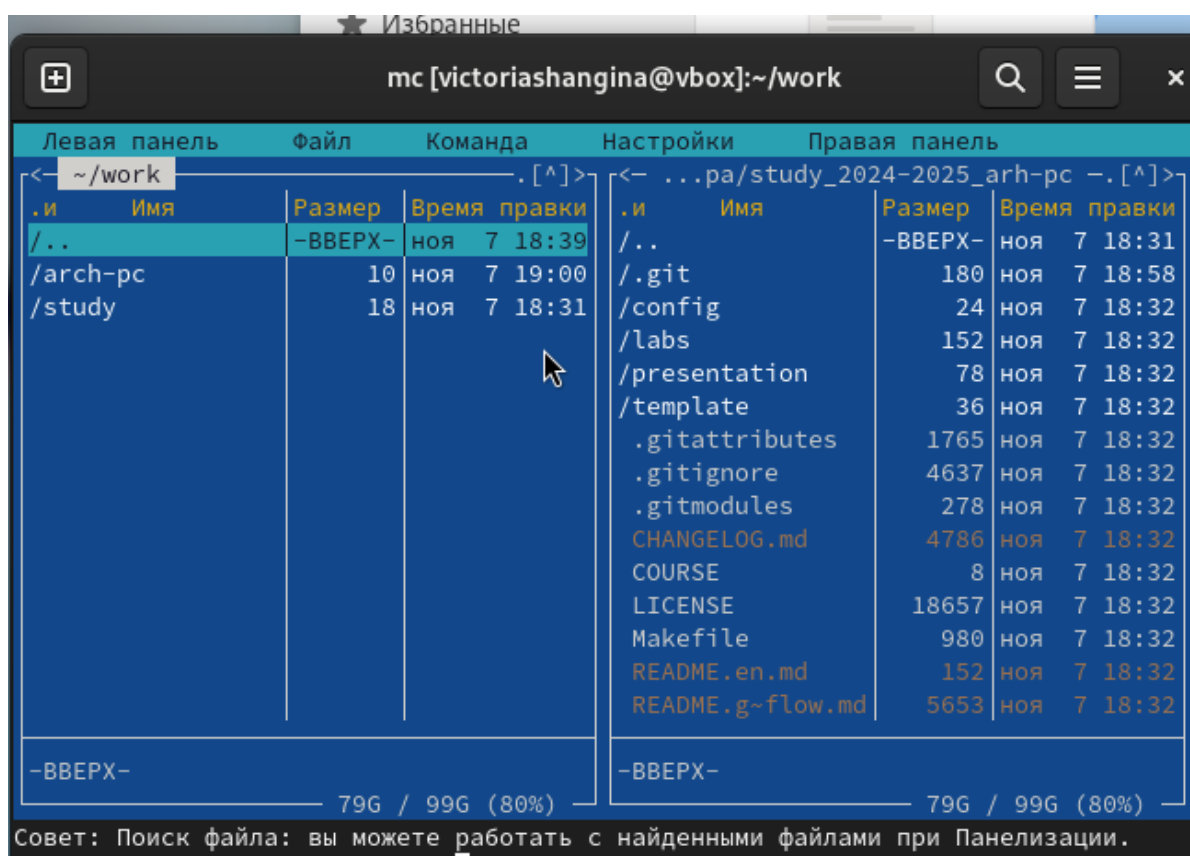 Избранные
mc [victoriashangina@vbox]:~/work
Левая панель Файл Команда Настройки Правая панель
<- ~/work .[^]>
.и Имя Размер Время правки
/.. -ВВЕРХ- ноя 7 18:39
/arch-pc 10 ноя 7 19:00
/study 18 ноя 7 18:31
-ВВЕРХ-
79G / 99G (80%)
<- ...pa/study_2024-2025_arh-pc -.[^]>
.и Имя Размер Время правки
/.. -ВВЕРХ- ноя 7 18:31
/.git 180 ноя 7 18:58
/config 24 ноя 7 18:32
/labs 152 ноя 7 18:32
/presentation 78 ноя 7 18:32
/template 36 ноя 7 18:32
.gitattributes 1765 ноя 7 18:32
.gitignore 4637 ноя 7 18:32
.gitmodules 278 ноя 7 18:32
CHANGELOG.md 4786 ноя 7 18:32
COURSE 8 ноя 7 18:32
LICENSE 18657 ноя 7 18:32
Makefile 980 ноя 7 18:32
README.en.md 152 ноя 7 18:32
README.g~flow.md 5653 ноя 7 18:32
-ВВЕРХ-
79G / 99G (80%)
Совет: Поиск файла: вы можете работать с найденными файлами при Панелизации.